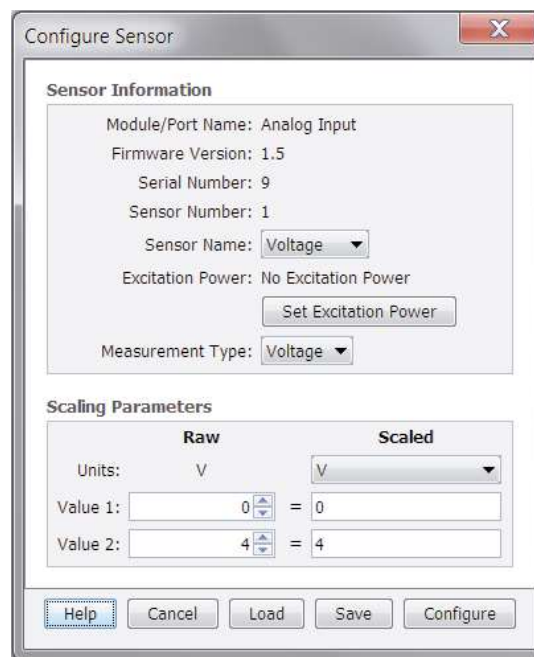 Configure Sensor
Sensor Information
Module/Port Name: Analog Input
Firmware Version: 1.5
Serial Number: 9
Sensor Number: 1
Sensor Name: Voltage
Excitation Power: No Excitation Power
Set Excitation Power
Measurement Type: Voltage
Scaling Parameters
Raw Scaled
Units: V V
Value 1: 0 = 0
Value 2: 4 = 4
Help Cancel Load Save Configure